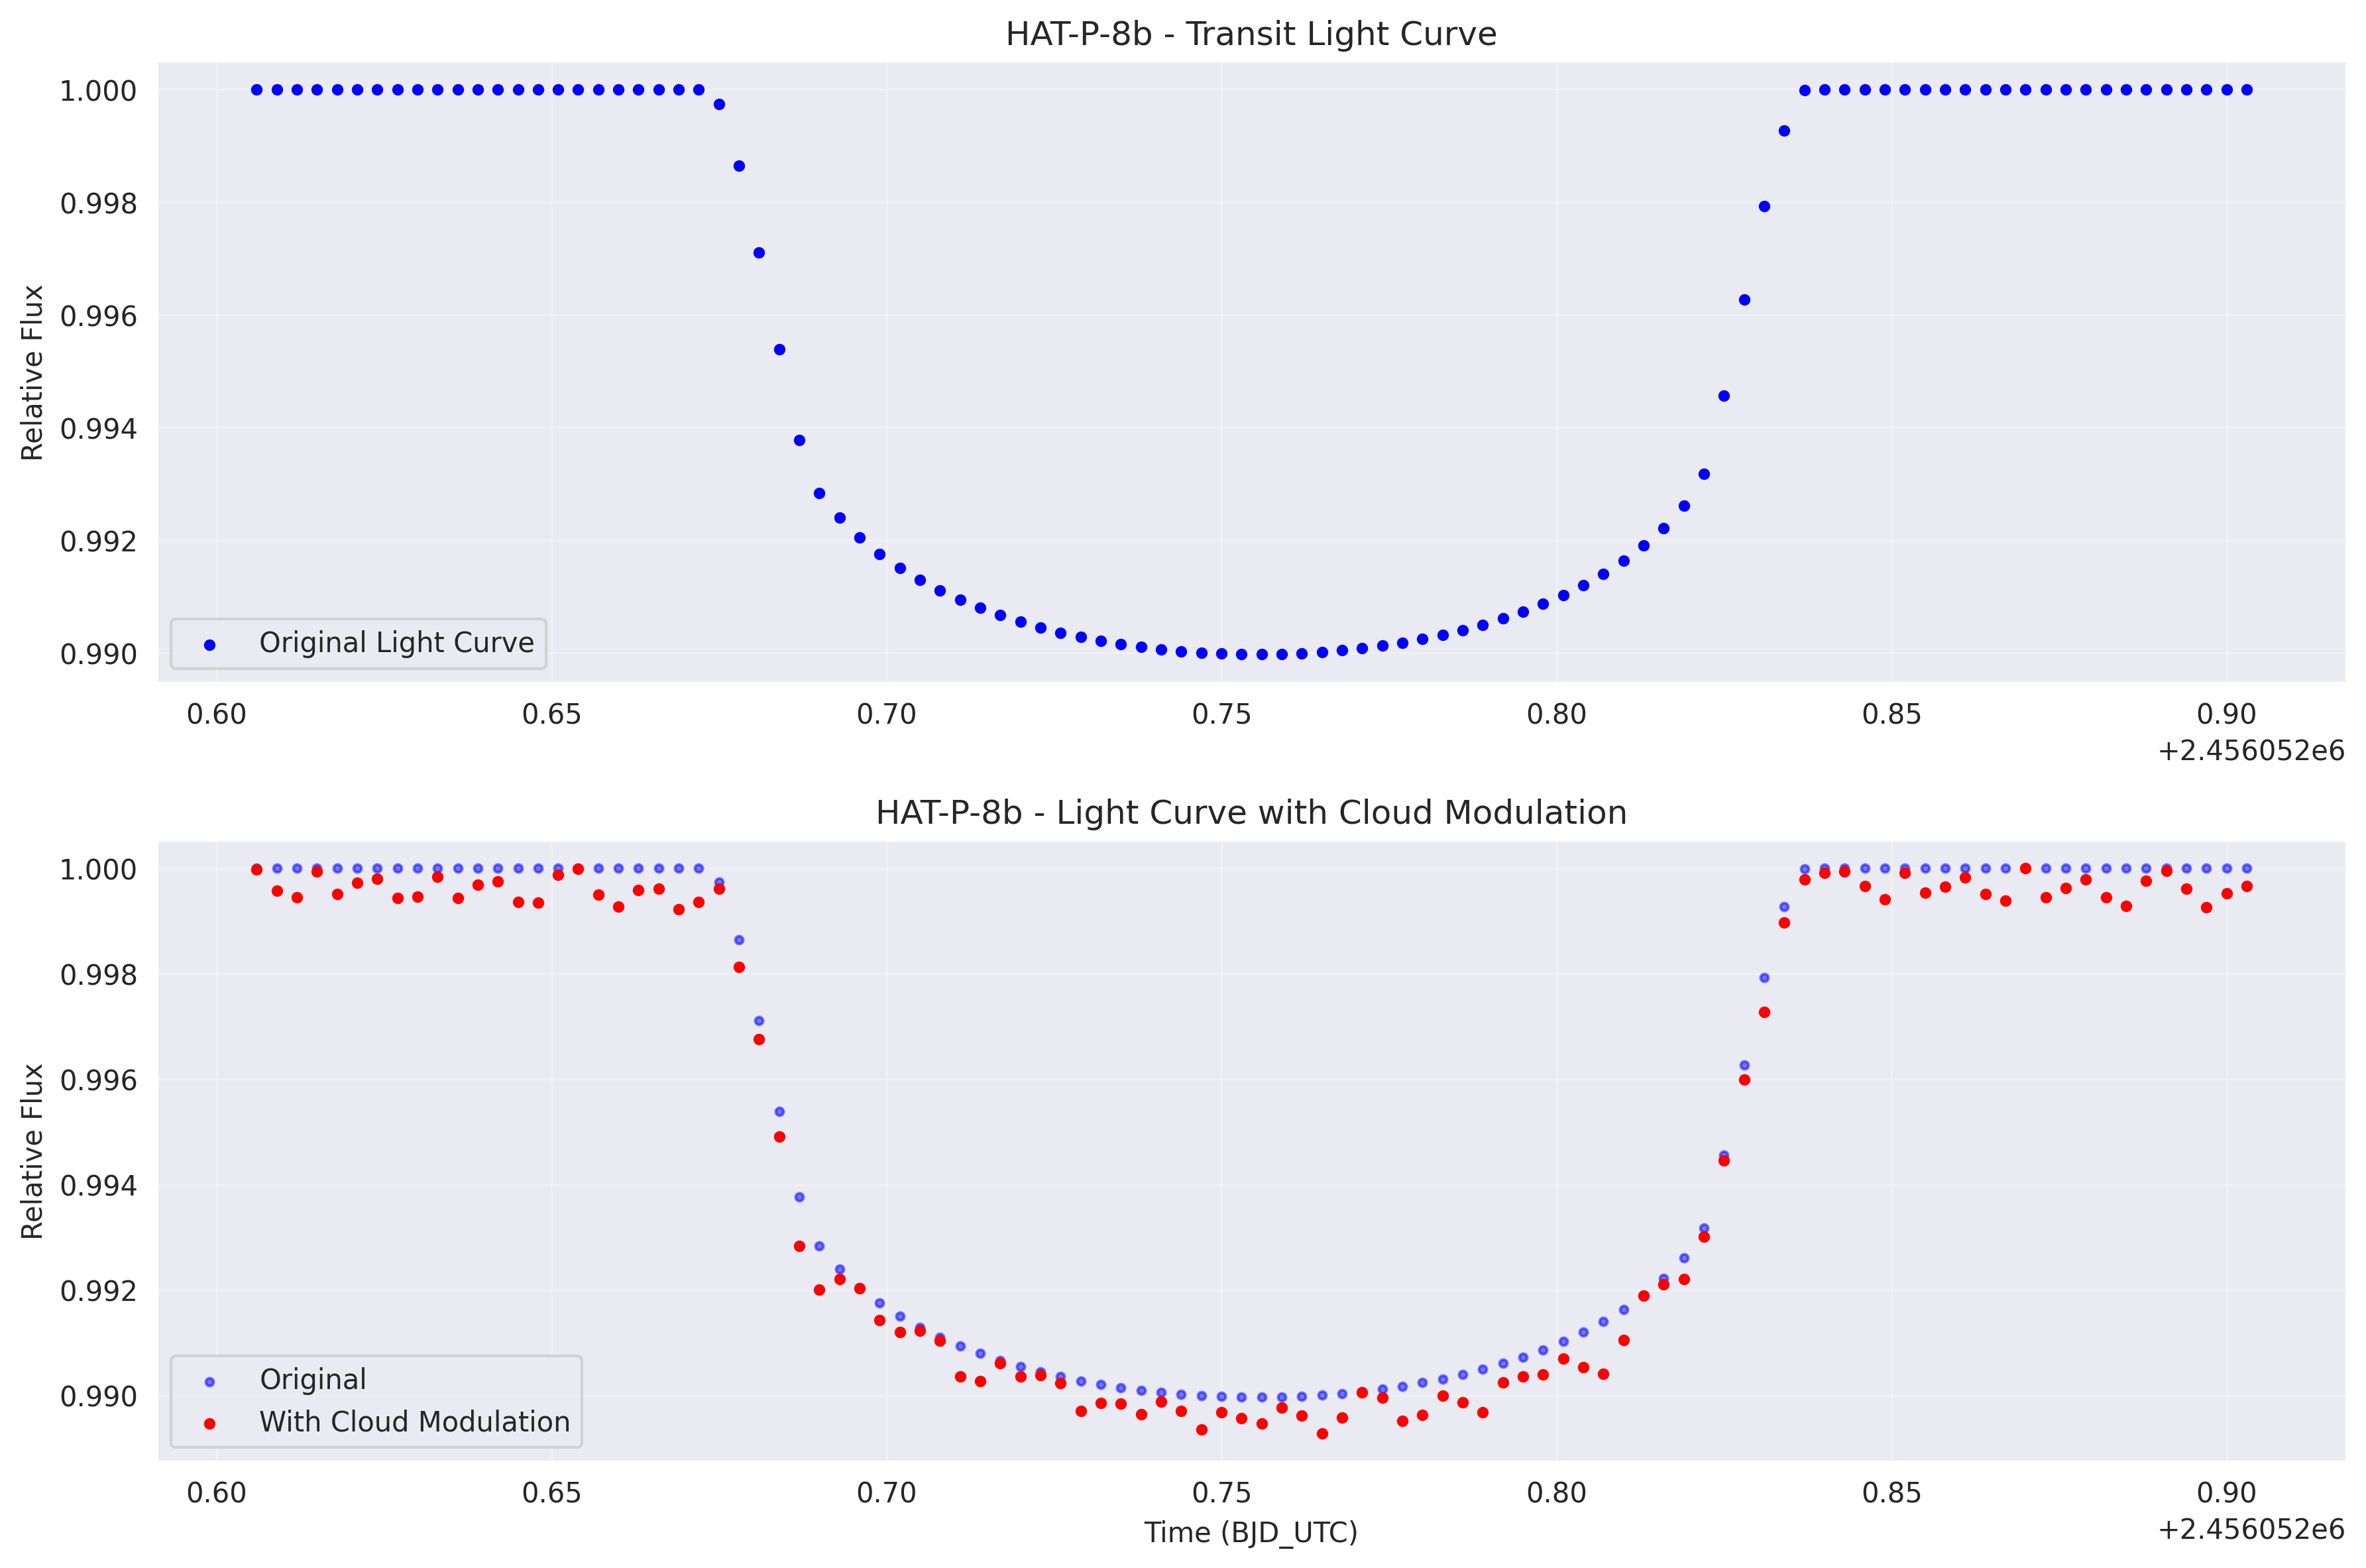 HAT-P-8b - Transit Light Curve
Relative Flux
1.000
0.998
0.996
0.994
0.992
0.990
Original Light Curve
0.60 0.65 0.70 0.75 0.80 0.85 0.90
+2.456052e6
HAT-P-8b - Light Curve with Cloud Modulation
Relative Flux
1.000
0.998
0.996
0.994
0.992
0.990
Original
With Cloud Modulation
0.60 0.65 0.70 0.75 0.80 0.85 0.90
Time (BJD_UTC)
+2.456052e6